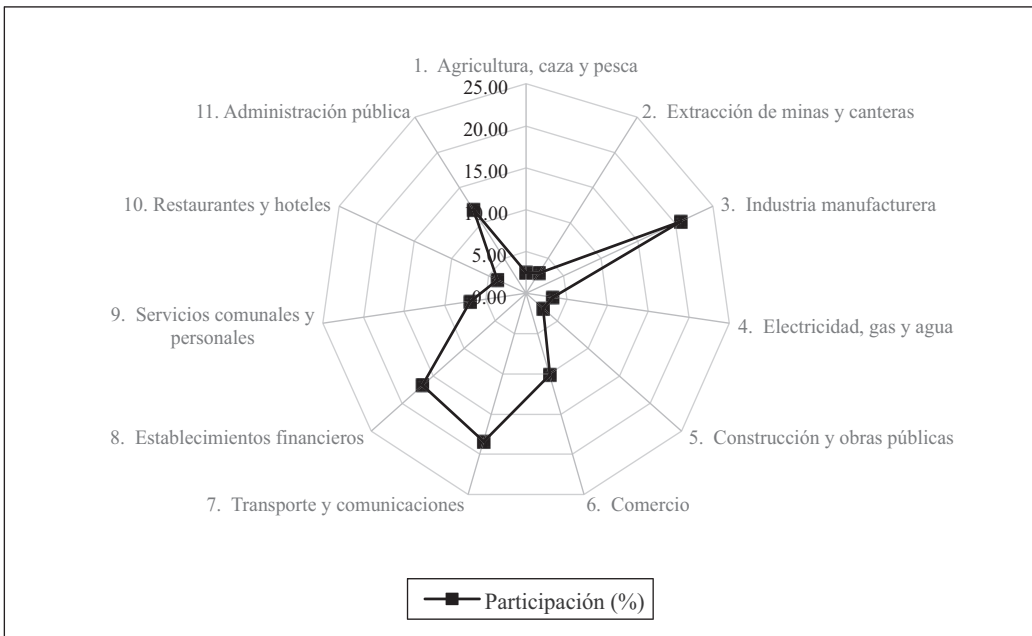 1. Agricultura, caza y pesca
25.00
20.00
15.00
10.00
5.00
0.00
2. Extracción de minas y canteras
3. Industria manufacturera
4. Electricidad, gas y agua
5. Construcción y obras públicas
6. Comercio
7. Transporte y comunicaciones
8. Establecimientos financieros
9. Servicios comunales y
personales
10. Restaurantes y hoteles
11. Administración pública
Participación (%)